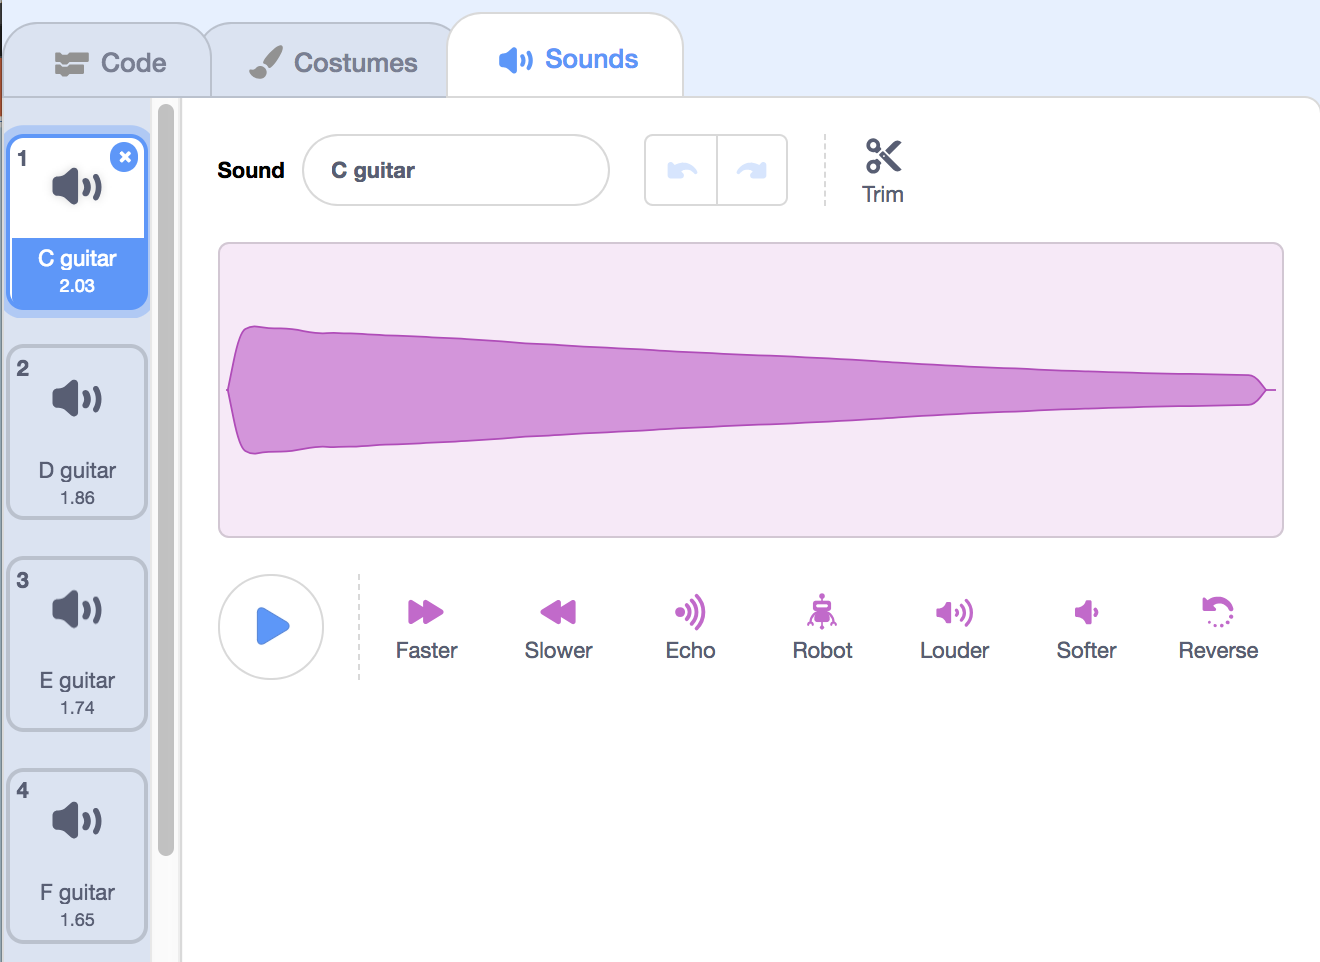 Code
Costumes
Sounds
1
C guitar
2.03
2
D guitar
1.86
3
E guitar
1.74
4
F guitar
1.65
Sound
C guitar
Trim
Faster
Slower
Echo
Robot
Louder
Softer
Reverse